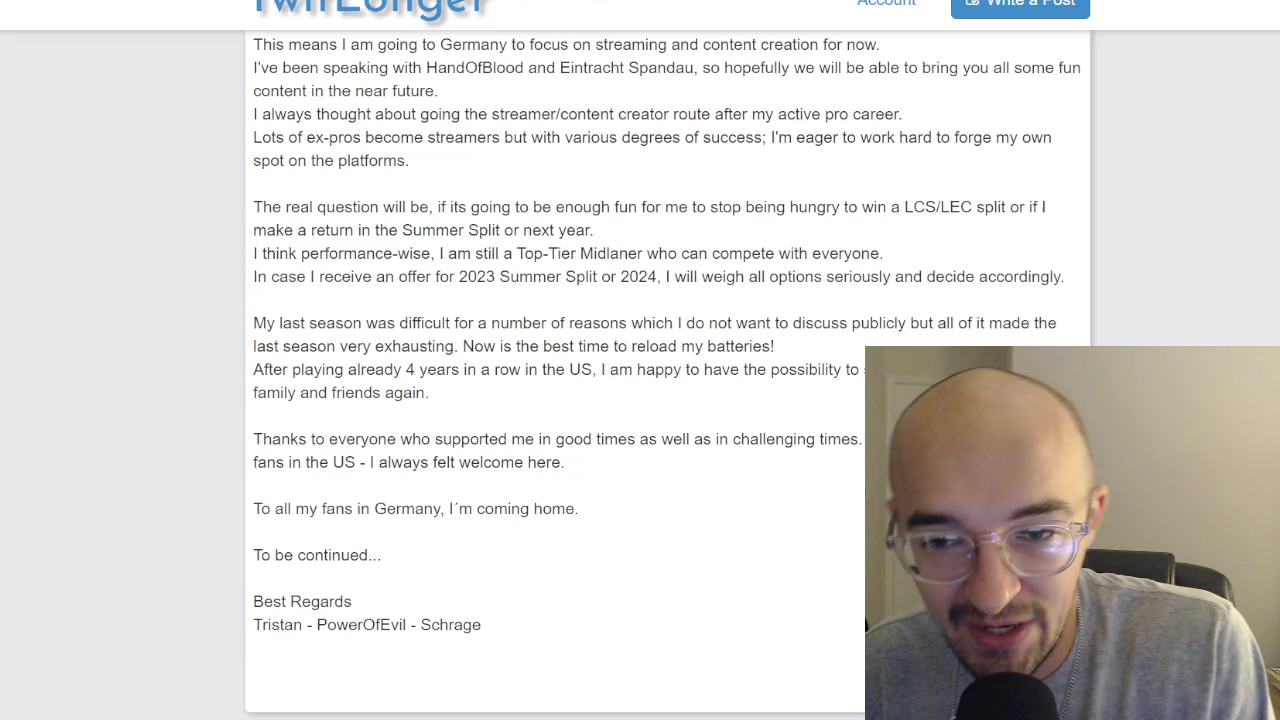 TwitLonger
Account
Write a Post
This means I am going to Germany to focus on streaming and content creation for now.
I've been speaking with HandOfBlood and Eintracht Spandau, so hopefully we will be able to bring you all some fun
content in the near future.
I always thought about going the streamer/content creator route after my active pro career.
Lots of ex-pros become streamers but with various degrees of success; I'm eager to work hard to forge my own
spot on the platforms.
The real question will be, if its going to be enough fun for me to stop being hungry to win a LCS/LEC split or if I
make a return in the Summer Split or next year.
I think performance-wise, I am still a Top-Tier Midlaner who can compete with everyone.
In case I receive an offer for 2023 Summer Split or 2024, I will weigh all options seriously and decide accordingly.
My last season was difficult for a number of reasons which I do not want to discuss publicly but all of it made the
last season very exhausting. Now is the best time to reload my batteries!
After playing already 4 years in a row in the US, I am happy to have the possibility to
family and friends again.
Thanks to everyone who supported me in good times as well as in challenging times.
fans in the US - I always felt welcome here.
To all my fans in Germany, I´m coming home.
To be continued...
Best Regards
Tristan - PowerOfEvil - Schrage